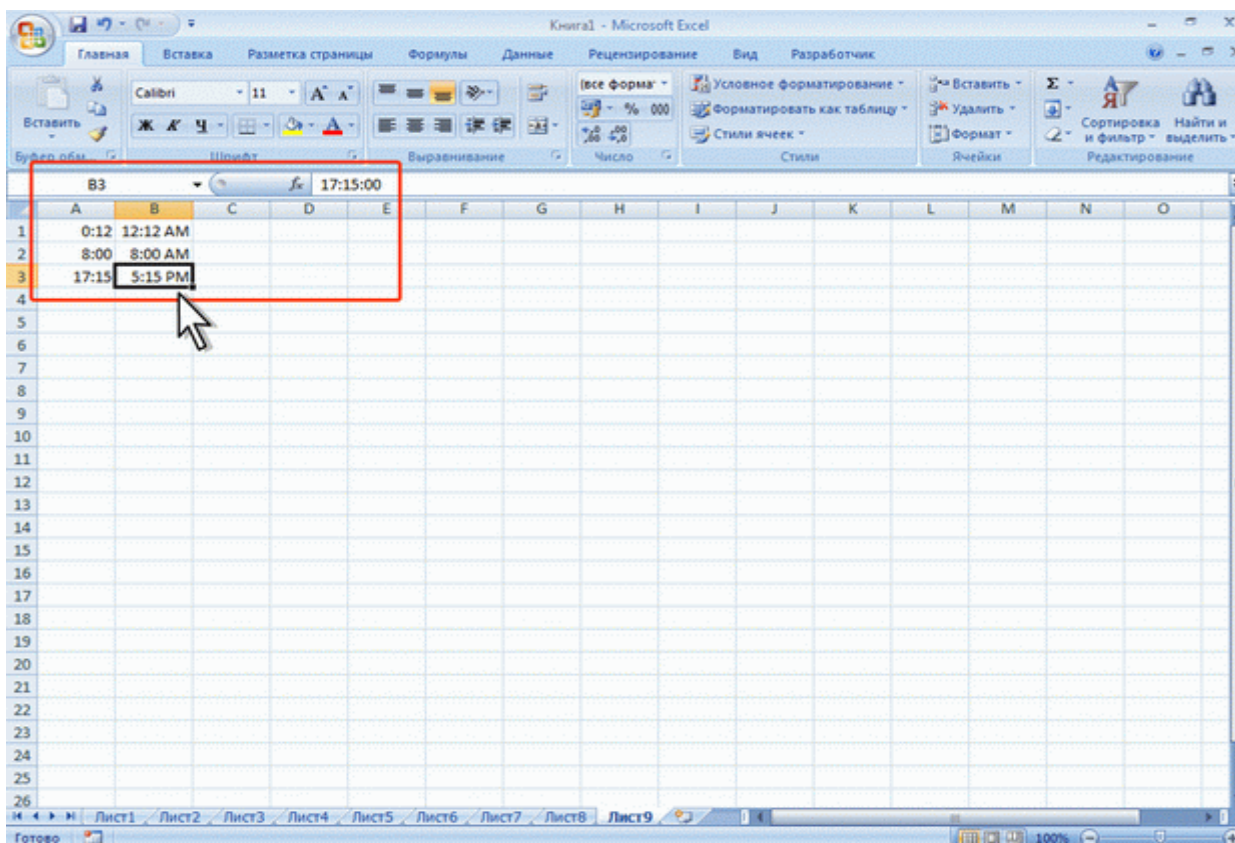 Книга1 - Microsoft Excel
Главная Вставка Разметка страницы Формулы Данные Рецензирование Вид Разработчик
Вставить
Calibri 11 A A
Ж К Ч A
(все форма
% 000
Условное форматирование
Форматировать как таблицу
Стили ячеек
Вставить
Удалить
Формат
Σ
Сортировка и фильтр
Найти и выделить
Буфер обм... Шрифт Выравнивание Число Стили Ячейки Редактирование
B3 fx 17:15:00
A B C D E F G H I J K L M N O
1 0:12 12:12 AM
2 8:00 8:00 AM
3 17:15 5:15 PM
4
5
6
7
8
9
10
11
12
13
14
15
16
17
18
19
20
21
22
23
24
25
26
Лист1 Лист2 Лист3 Лист4 Лист5 Лист6 Лист7 Лист8 Лист9
Готово 100%